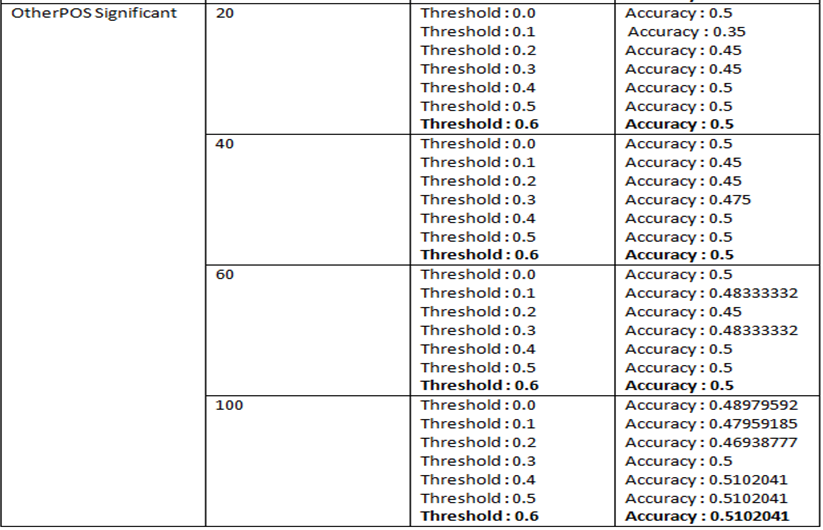 OtherPOS Significant 20 Threshold : 0.0 Accuracy : 0.5
Threshold : 0.1 Accuracy : 0.35
Threshold : 0.2 Accuracy : 0.45
Threshold : 0.3 Accuracy : 0.45
Threshold : 0.4 Accuracy : 0.5
Threshold : 0.5 Accuracy : 0.5
Threshold : 0.6 Accuracy : 0.5
40 Threshold : 0.0 Accuracy : 0.5
Threshold : 0.1 Accuracy : 0.45
Threshold : 0.2 Accuracy : 0.45
Threshold : 0.3 Accuracy : 0.475
Threshold : 0.4 Accuracy : 0.5
Threshold : 0.5 Accuracy : 0.5
Threshold : 0.6 Accuracy : 0.5
60 Threshold : 0.0 Accuracy : 0.5
Threshold : 0.1 Accuracy : 0.48333332
Threshold : 0.2 Accuracy : 0.45
Threshold : 0.3 Accuracy : 0.48333332
Threshold : 0.4 Accuracy : 0.5
Threshold : 0.5 Accuracy : 0.5
Threshold : 0.6 Accuracy : 0.5
100 Threshold : 0.0 Accuracy : 0.48979592
Threshold : 0.1 Accuracy : 0.47959185
Threshold : 0.2 Accuracy : 0.46938777
Threshold : 0.3 Accuracy : 0.5
Threshold : 0.4 Accuracy : 0.5102041
Threshold : 0.5 Accuracy : 0.5102041
Threshold : 0.6 Accuracy : 0.5102041